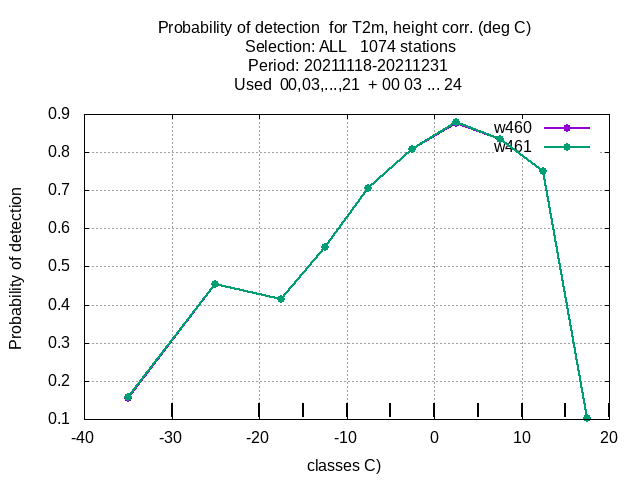 Probability of detection  for T2m, height corr. (deg C)
Selection: ALL   1074 stations
Period: 20211118-20211231
Used  00,03,...,21  + 00 03 ... 24
w460
w461
Probability of detection
0.9
0.8
0.7
0.6
0.5
0.4
0.3
0.2
0.1
-40 -30 -20 -10 0 10 20
classes C)